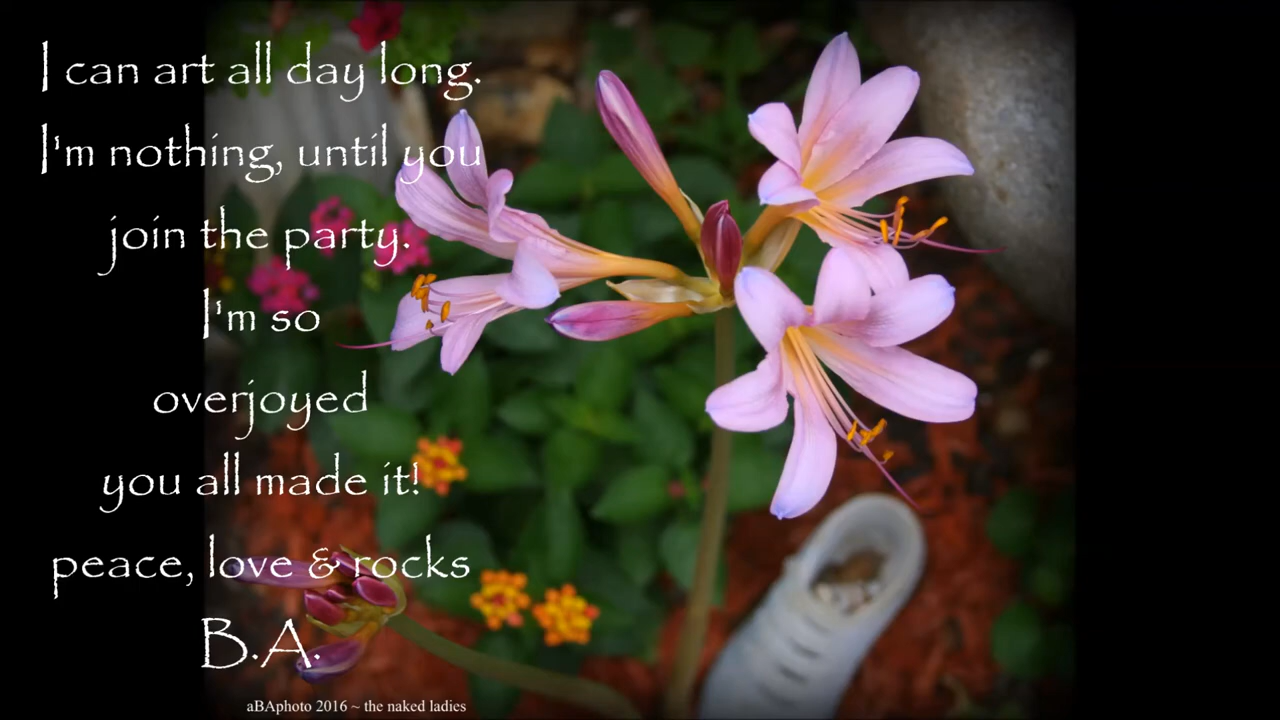 I can art all day long.
I'm nothing, until you
join the party.
I'm so
overjoyed
you all made it!
peace, love & rocks
B.A.
aBAphoto 2016 ~ the naked ladies